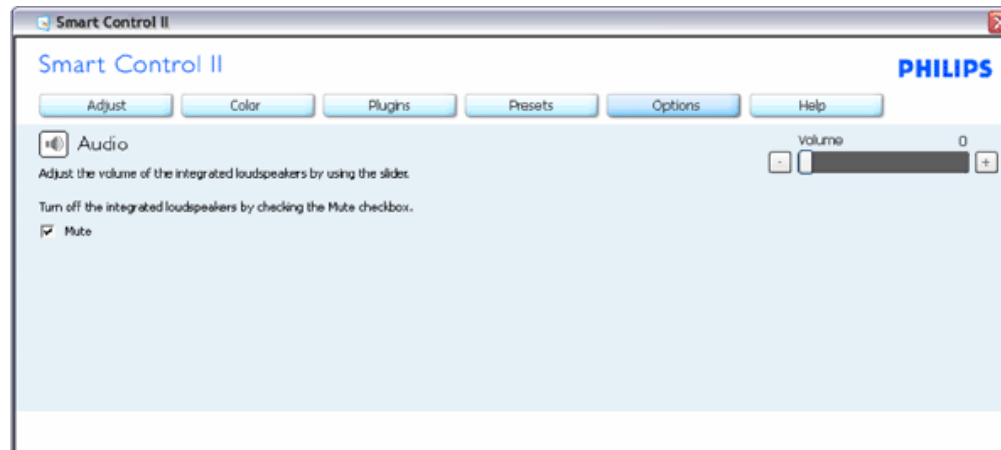 Smart Control II
Smart Control II
PHILIPS
Adjust Color Plugins Presets Options Help
Audio
Volume 0
Adjust the volume of the integrated loudspeakers by using the slider.
- +
Turn off the integrated loudspeakers by checking the Mute checkbox.
Mute